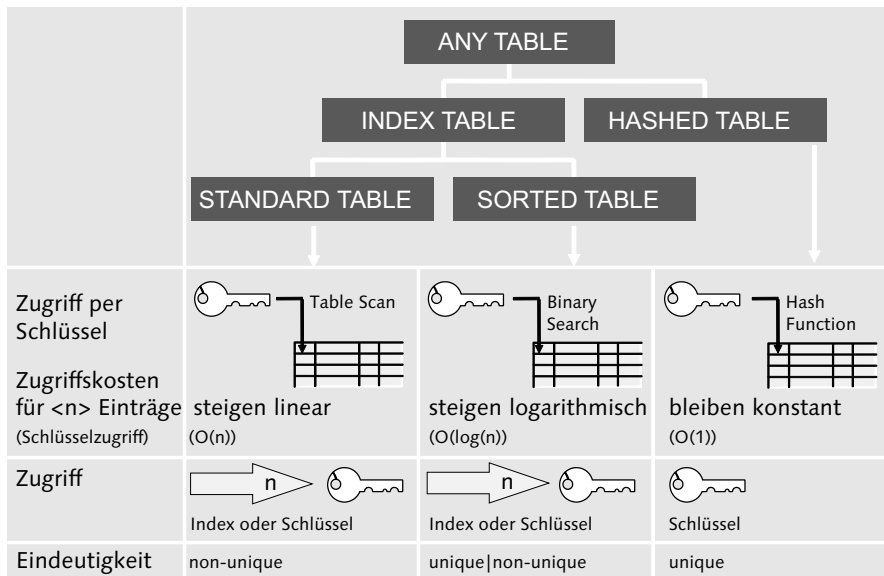 ANY TABLE
INDEX TABLE
HASHED TABLE
STANDARD TABLE
SORTED TABLE
Zugriff per
Schlüssel
Zugriffskosten
für <n> Einträge
(Schlüsselzugriff)
Table Scan
steigen linear
(O(n))
Binary
Search
steigen logarithmisch
(O(log(n))
Hash
Function
bleiben konstant
(O(1))
Zugriff
n
Index oder Schlüssel
n
Index oder Schlüssel
Schlüssel
Eindeutigkeit
non-unique
unique|non-unique
unique